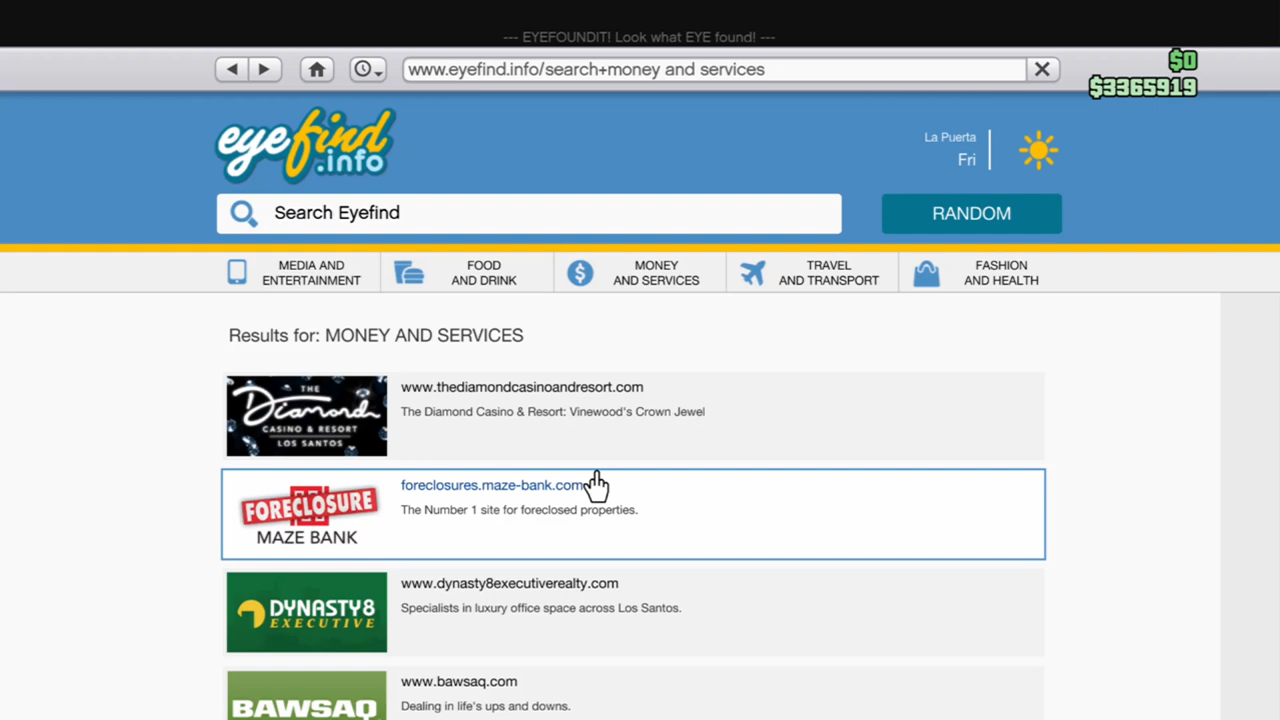 --- EYEFOUNDIT! Look what EYE found! ---
www.eyefind.info/search+money and services
$0
$3365919
eyefind
.info
La Puerta
Fri
Search Eyefind
RANDOM
MEDIA AND
ENTERTAINMENT
FOOD
AND DRINK
MONEY
AND SERVICES
TRAVEL
AND TRANSPORT
FASHION
AND HEALTH
Results for: MONEY AND SERVICES
THE
Diamond
CASINO & RESORT
LOS SANTOS
www.thediamondcasinoandresort.com
The Diamond Casino & Resort: Vinewood's Crown Jewel
FORECLOSURE
MAZE BANK
foreclosures.maze-bank.com
The Number 1 site for foreclosed properties.
DYNASTY8
EXECUTIVE
www.dynasty8executiverealty.com
Specialists in luxury office space across Los Santos.
BAWSAQ
www.bawsaq.com
Dealing in life's ups and downs.